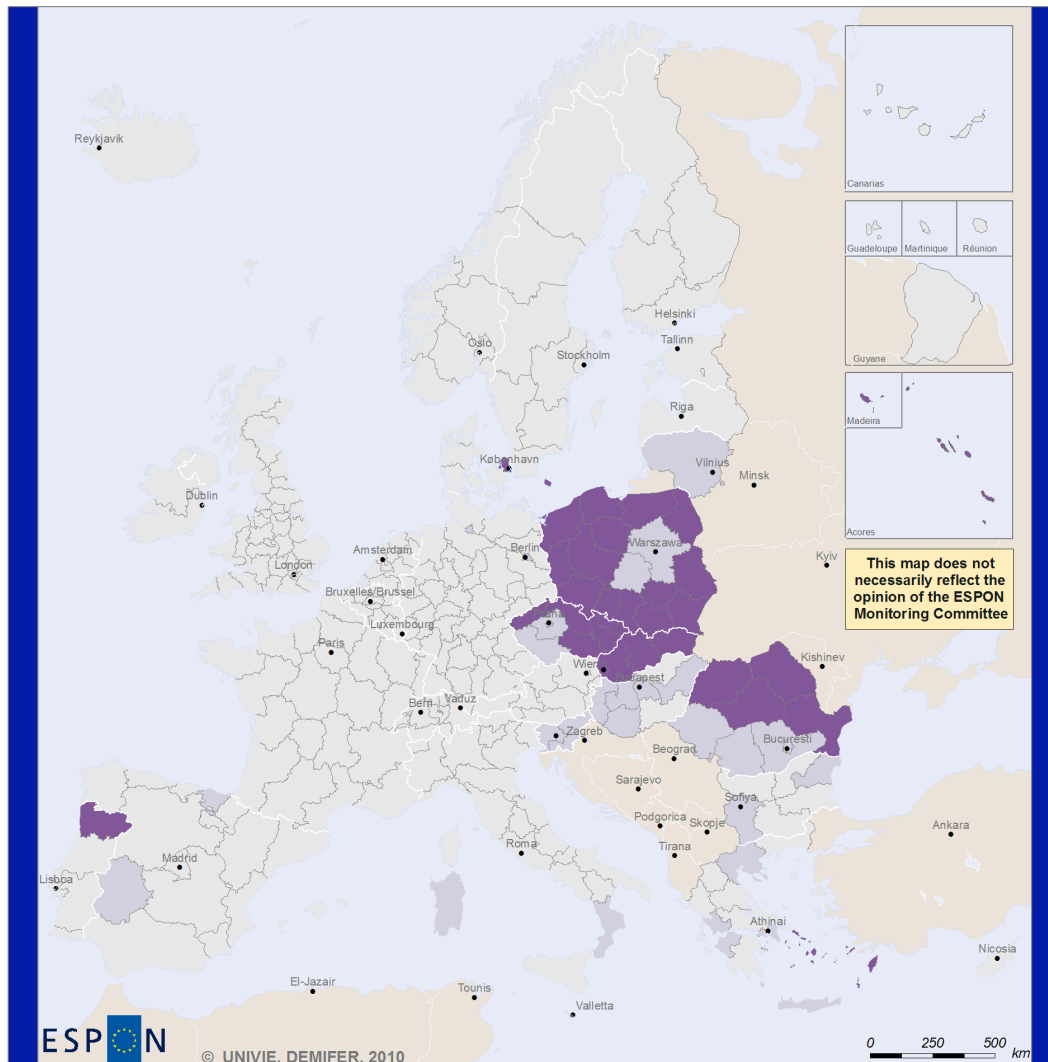 Reykjavik
Canarias
Guadeloupe
Martinique
Réunion
Guyane
Madeira
Acores
Helsinki
Tallinn
Oslo
Stockholm
Riga
København
Vilnius
Minsk
Dublin
Berlin
Warszawa
Amsterdam
London
Kyiv
Bruxelles/Brussel
Luxembourg
Paris
Wien
Kishinev
Budapest
Bern
Vaduz
Zagreb
Bucuresti
Beograd
Sarajevo
Sofiya
Podgorica
Skopje
Ankara
Roma
Tirana
Madrid
Lisboa
Athinai
Nicosia
El-Jazair
Tounis
Valletta
This map does not
necessarily reflect the
opinion of the ESPON
Monitoring Committee
ESPON
© UNIVIE, DEMIFER, 2010
0 250 500
km